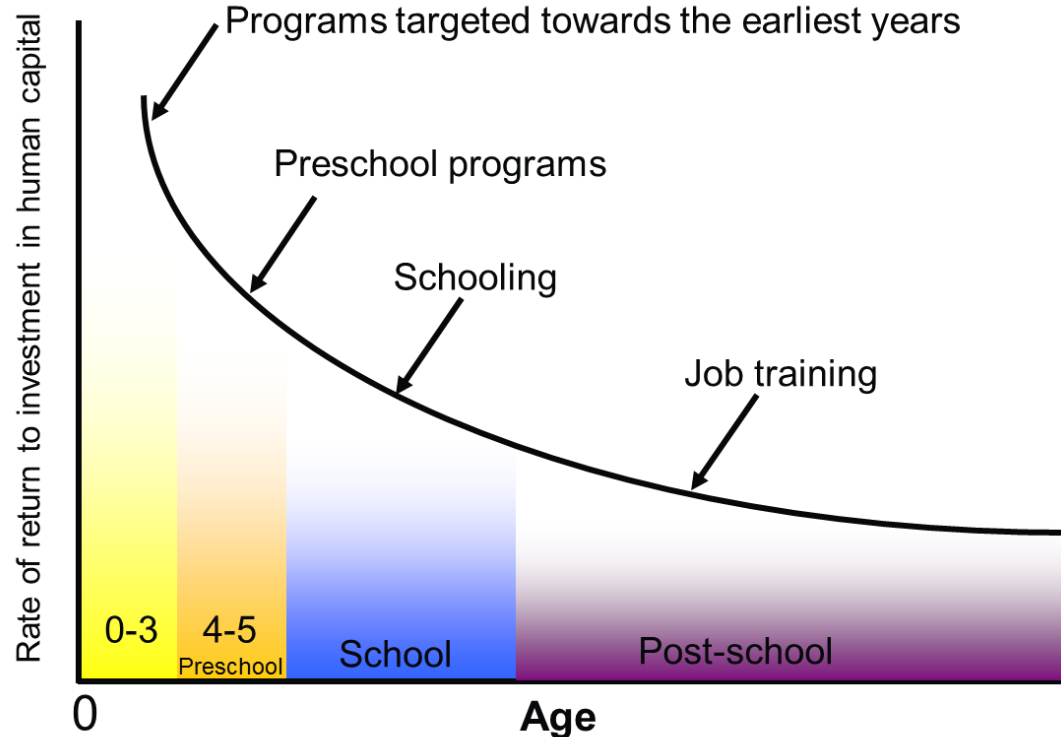 Programs targeted towards the earliest years
Rate of return to investment in human capital
Preschool programs
Schooling
Job training
0-3
4-5
Preschool
School
Post-school
0
Age